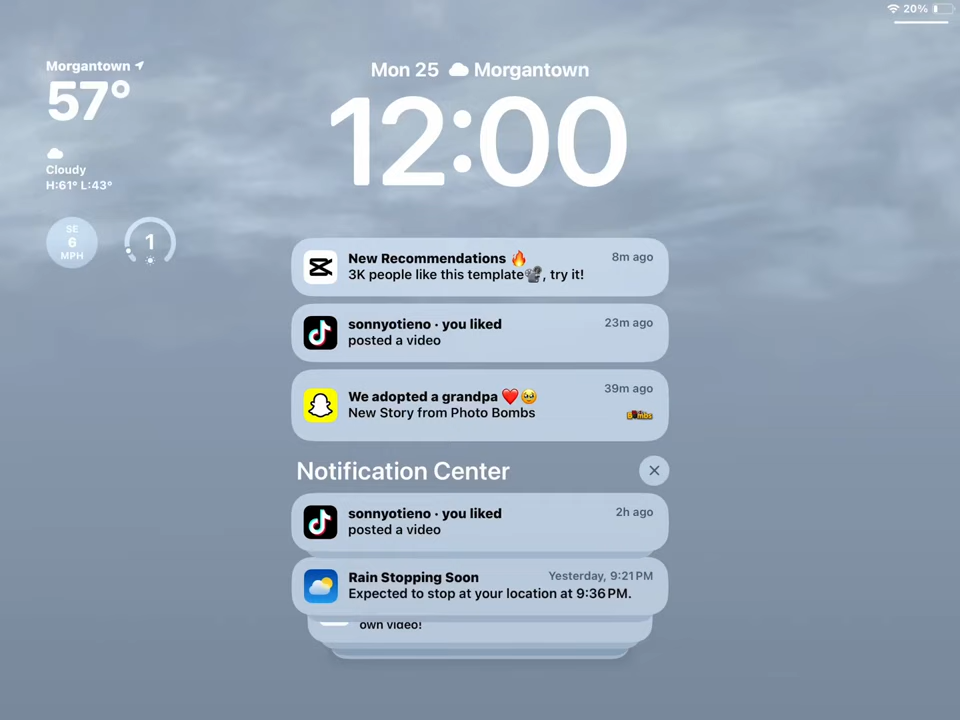 20%
Morgantown
57°
Cloudy
H:61° L:43°
SE
6
MPH
1
Mon 25 Morgantown
12:00
New Recommendations 🔥
8m ago
3K people like this template📽, try it!
sonnyotieno · you liked
23m ago
posted a video
We adopted a grandpa ❤️🥹
39m ago
New Story from Photo Bombs
Bombs
Notification Center
sonnyotieno · you liked
2h ago
posted a video
Rain Stopping Soon
Yesterday, 9:21 PM
Expected to stop at your location at 9:36 PM.
own video!